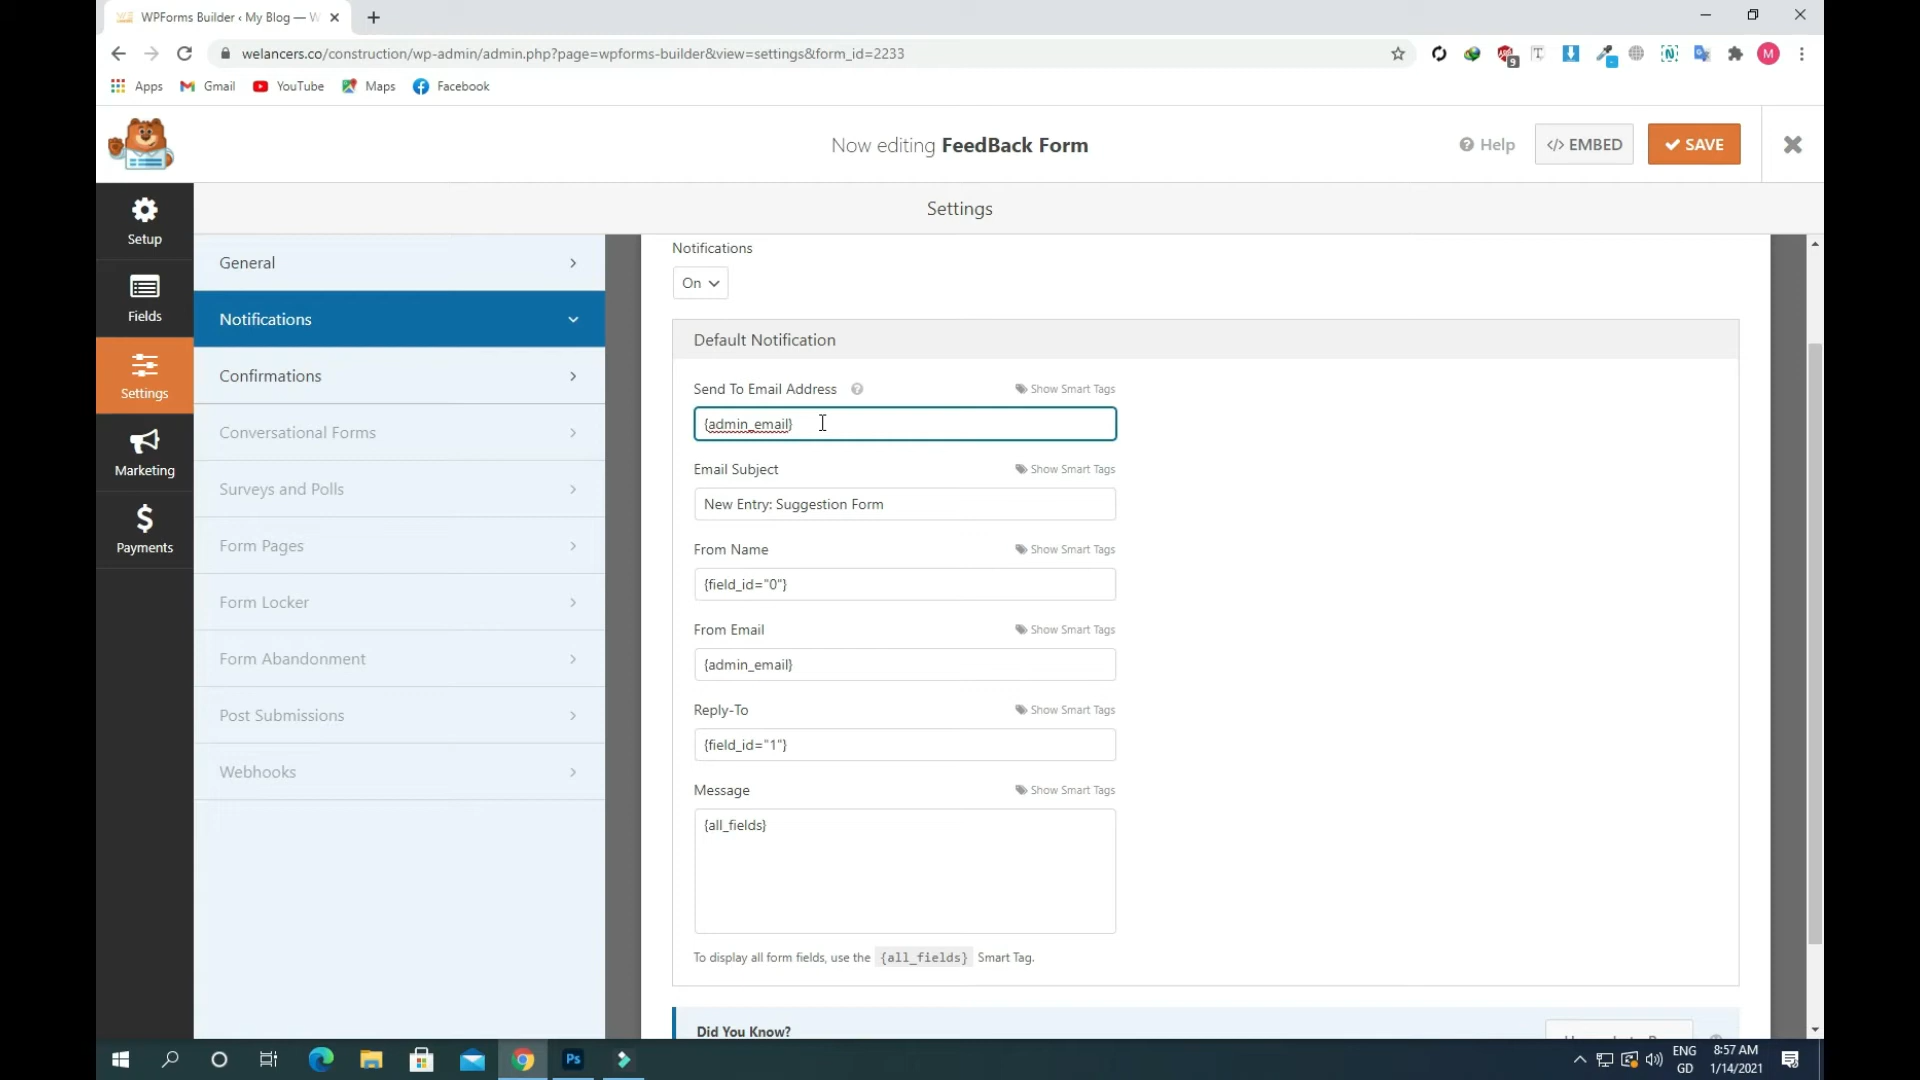 WPForms Builder ‹ My Blog — W
welancers.co/construction/wp-admin/admin.php?page=wpforms-builder&view=settings&form_id=2233
9
T
M
Apps
Gmail
YouTube
Maps
Facebook
Now editing FeedBack Form
Help
</> EMBED
SAVE
Settings
Setup
Fields
Settings
Marketing
Payments
General
Notifications
Confirmations
Conversational Forms
Surveys and Polls
Form Pages
Form Locker
Form Abandonment
Post Submissions
Webhooks
Notifications
On
Default Notification
Send To Email Address
Show Smart Tags
{admin_email}
Email Subject
Show Smart Tags
New Entry: Suggestion Form
From Name
Show Smart Tags
{field_id="0"}
From Email
Show Smart Tags
{admin_email}
Reply-To
Show Smart Tags
{field_id="1"}
Message
Show Smart Tags
{all_fields}
To display all form fields, use the {all_fields} Smart Tag.
Did You Know?
Ps
ENG
GD
8:57 AM
1/14/2021